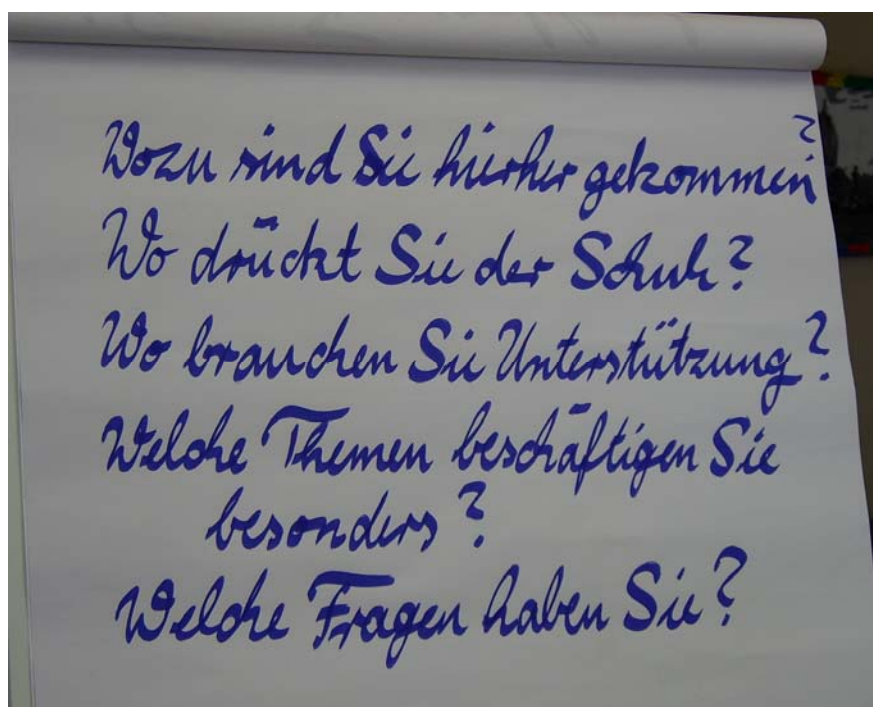 Wozu sind Sie hierher gekommen?
Wo drückt Sie der Schuh?
Wo brauchen Sie Unterstützung?
Welche Themen beschäftigen Sie
besonders?
Welche Fragen haben Sie?